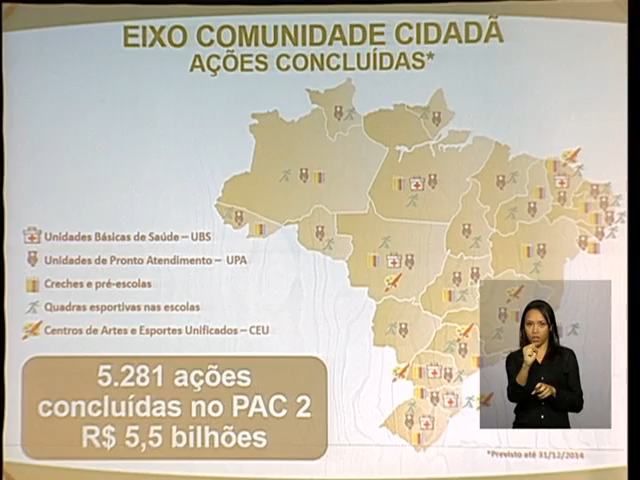 EIXO COMUNIDADE CIDADÃ
AÇÕES CONCLUÍDAS*
Unidades Básicas de Saúde – UBS
Unidades de Pronto Atendimento – UPA
Creches e pré-escolas
Quadras esportivas nas escolas
Centros de Artes e Esportes Unificados – CEU
5.281 ações
concluídas no PAC 2
R$ 5,5 bilhões
*Previsto até 31/12/2014